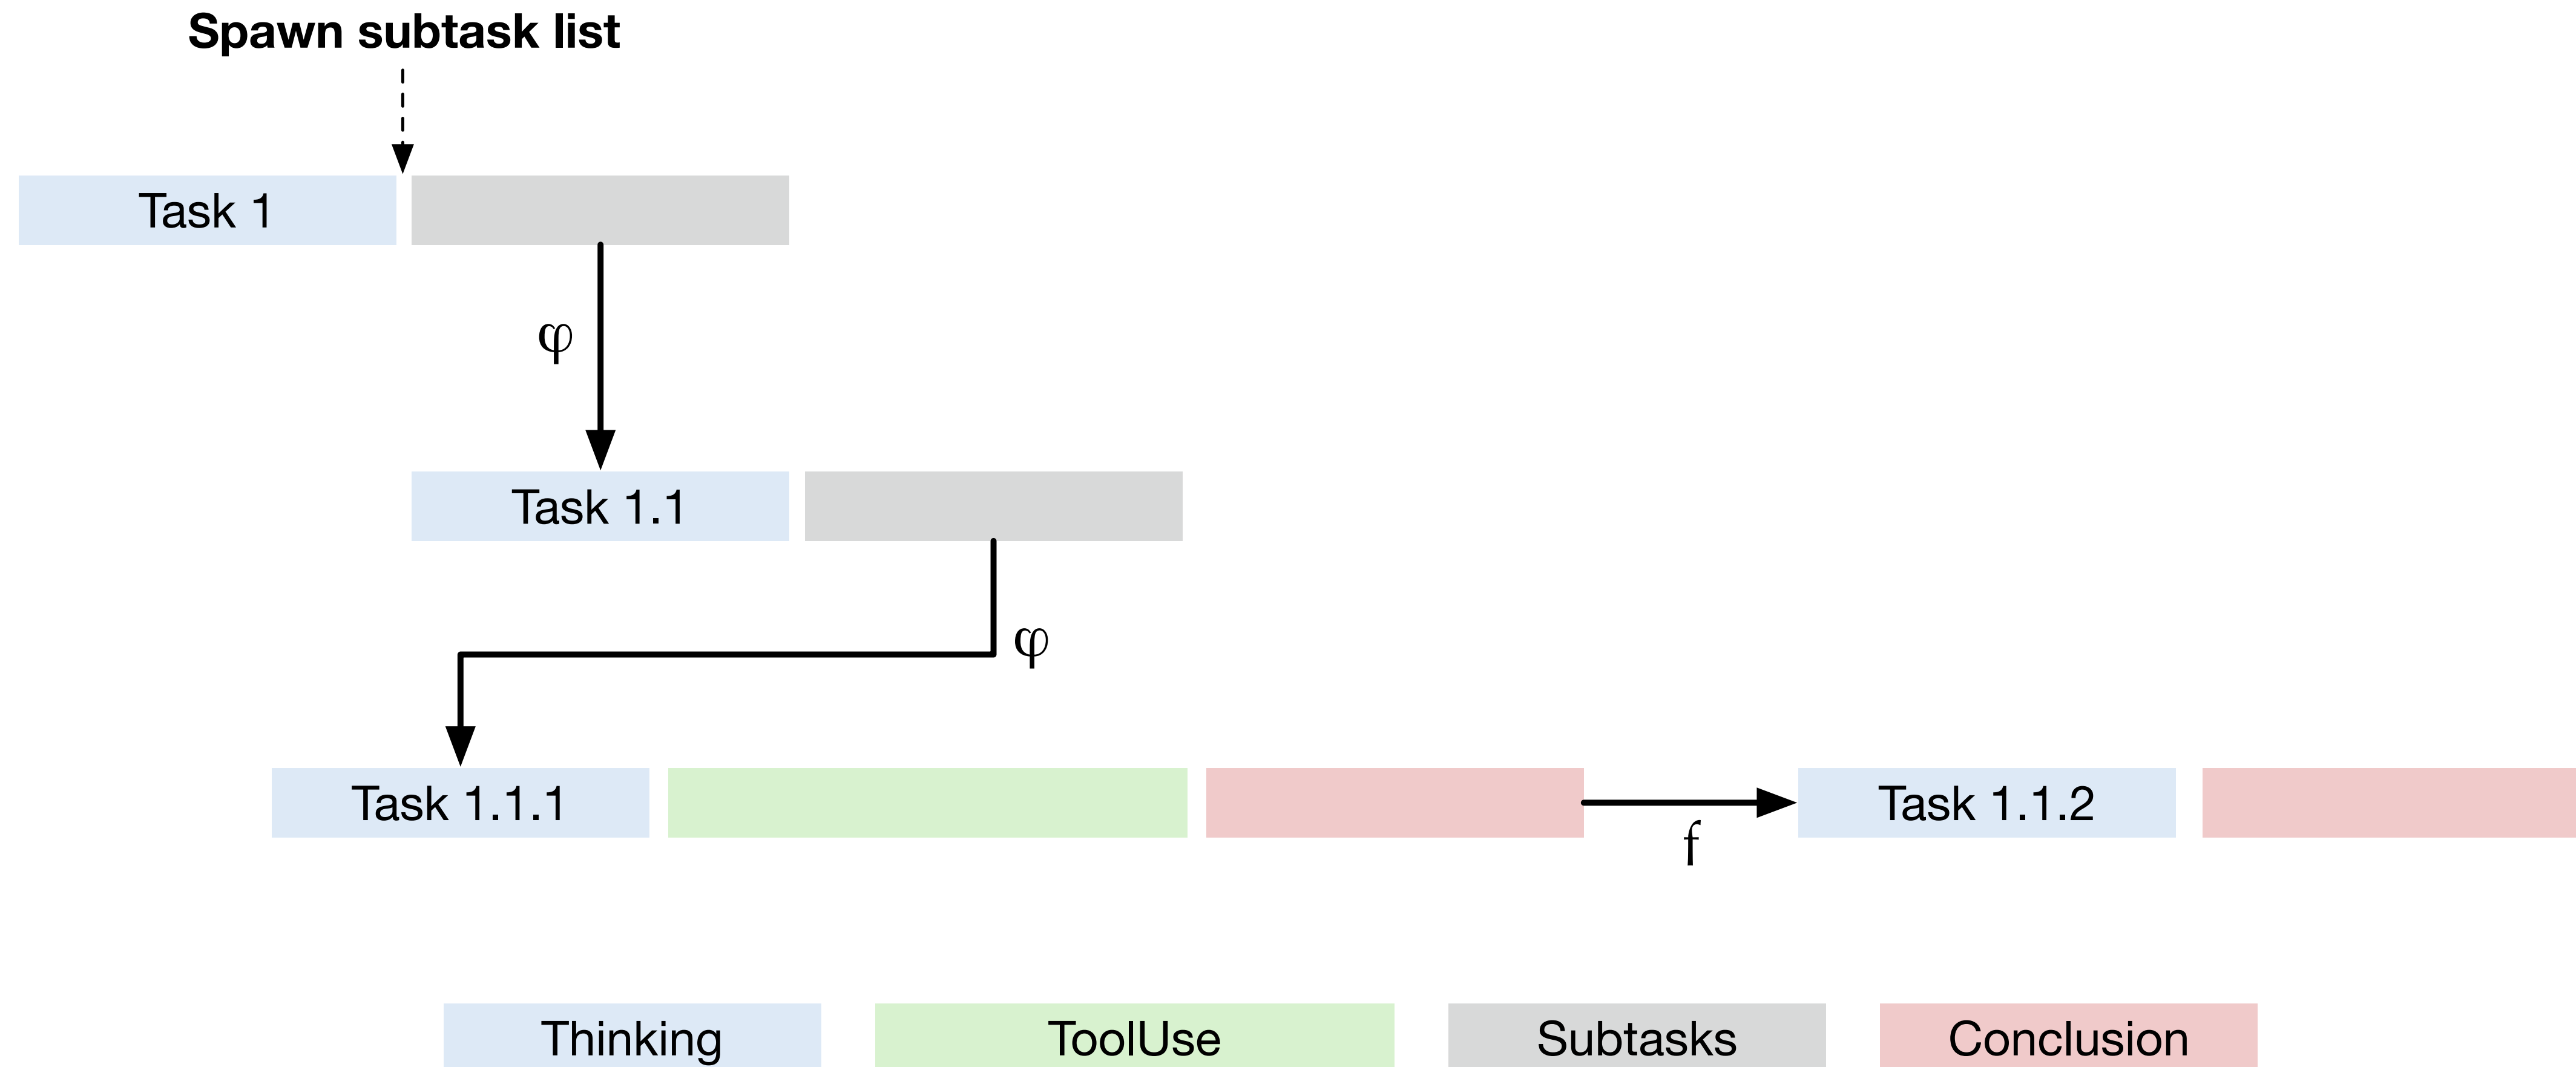 Spawn subtask list
Task 1
φ
Task 1.1
φ
Task 1.1.1
Task 1.1.2
f
Thinking
ToolUse
Subtasks
Conclusion